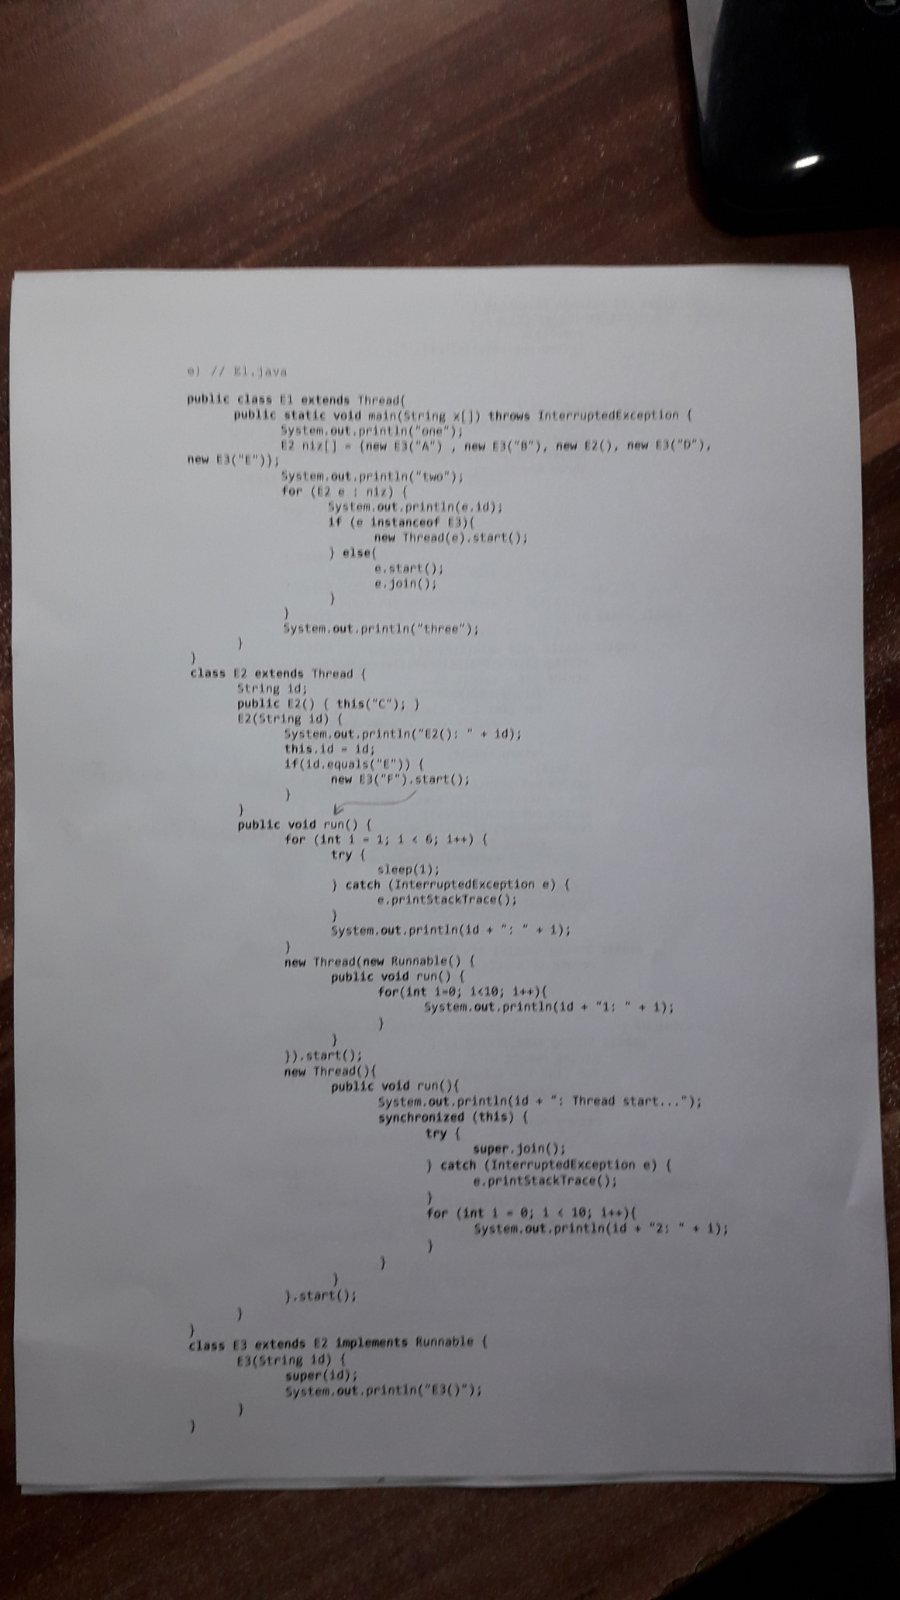 e) // E1.java
public class E1 extends Thread{
public static void main(String x[]) throws InterruptedException {
System.out.println("one");
E2 niz[] = {new E3("A") , new E3("B"), new E2(), new E3("D"),
new E3("E")};
System.out.println("two");
for (E2 e : niz) {
System.out.println(e.id);
if (e instanceof E3){
new Thread(e).start();
} else{
e.start();
e.join();
}
}
System.out.println("three");
}
}
class E2 extends Thread {
String id;
public E2() { this("C"); }
E2(String id) {
System.out.println("E2(): " + id);
this.id = id;
if(id.equals("E")) {
new E3("F").start();
}
}
public void run() {
for (int i = 1; i < 6; i++) {
try {
sleep(1);
} catch (InterruptedException e) {
e.printStackTrace();
}
System.out.println(id + ": " + i);
}
new Thread(new Runnable() {
public void run() {
for(int i=0; i<10; i++){
System.out.println(id + "1: " + i);
}
}
}).start();
new Thread(){
public void run(){
System.out.println(id + ": Thread start...");
synchronized (this) {
try {
super.join();
} catch (InterruptedException e) {
e.printStackTrace();
}
for (int i = 0; i < 10; i++){
System.out.println(id + "2: " + i);
}
}
}
}.start();
}
}
class E3 extends E2 implements Runnable {
E3(String id) {
super(id);
System.out.println("E3()");
}
}